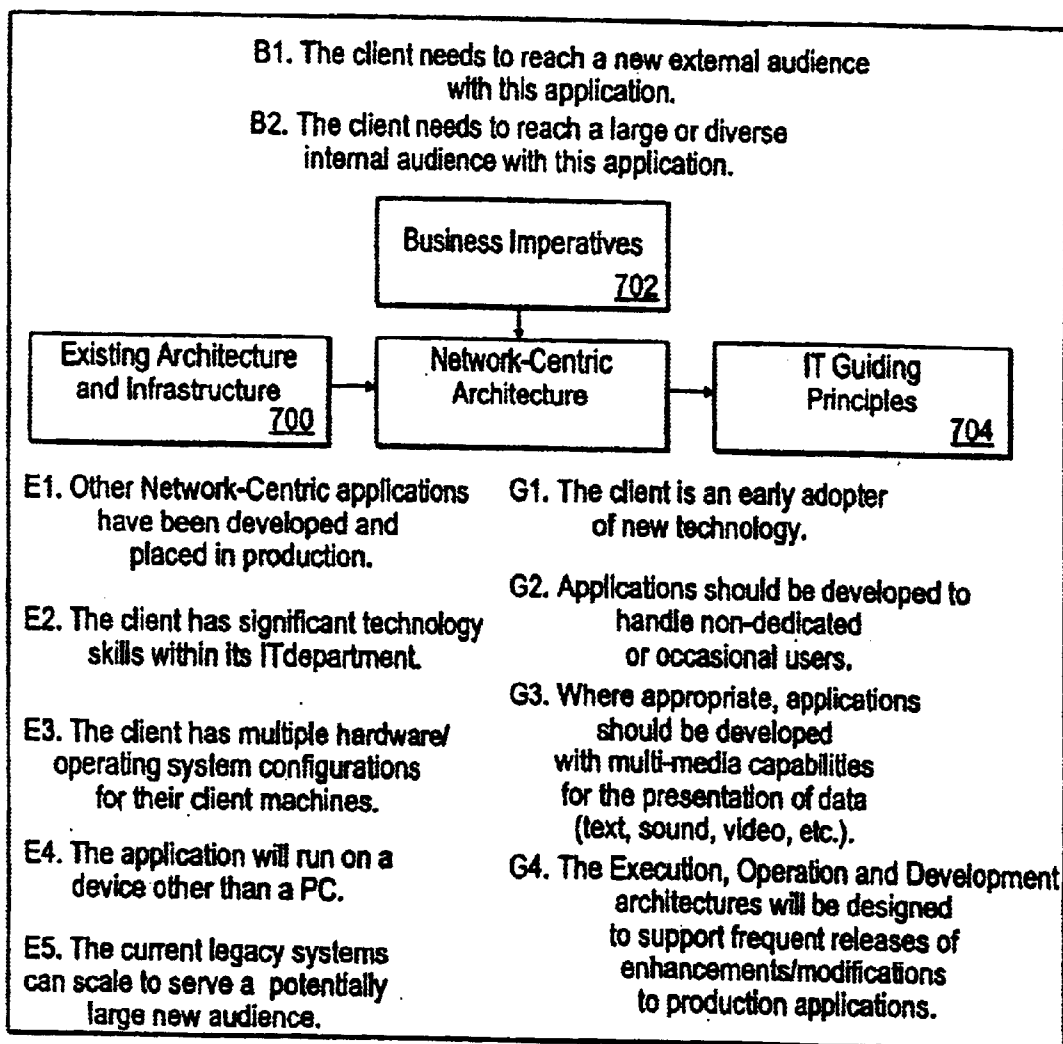 B1. The client needs to reach a new external audience
with this application.
B2. The client needs to reach a large or diverse
internal audience with this application.
Business Imperatives
702
Existing Architecture
and Infrastructure
700
Network-Centric
Architecture
IT Guiding
Principles
704
E1. Other Network-Centric applications
have been developed and
placed in production.
E2. The client has significant technology
skills within its ITdepartment.
E3. The client has multiple hardware/
operating system configurations
for their client machines.
E4. The application will run on a
device other than a PC.
E5. The current legacy systems
can scale to serve a potentially
large new audience.
G1. The client is an early adopter
of new technology.
G2. Applications should be developed to
handle non-dedicated
or occasional users.
G3. Where appropriate, applications
should be developed
with multi-media capabilities
for the presentation of data
(text, sound, video, etc.).
G4. The Execution, Operation and Development
architectures will be designed
to support frequent releases of
enhancements/modifications
to production applications.